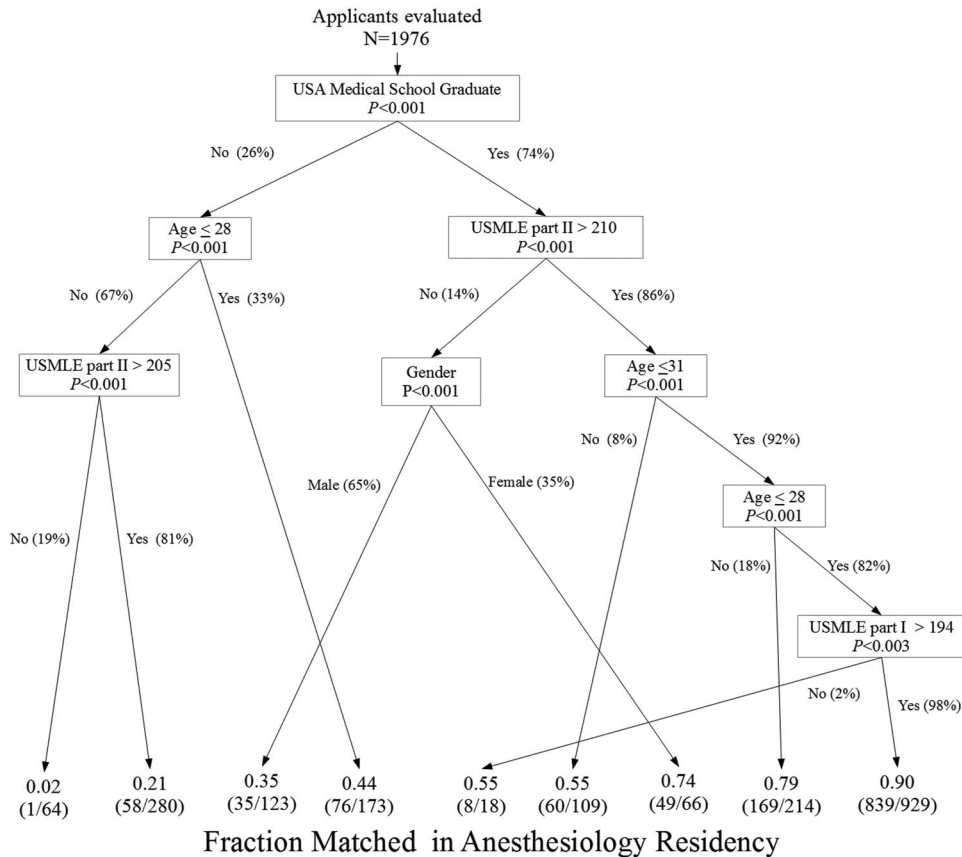 Applicants evaluated
N=1976
USA Medical School Graduate
P<0.001
No (26%)
Yes (74%)
Age ≤ 28
P<0.001
USMLE part II > 210
P<0.001
No (67%)
Yes (33%)
No (14%)
Yes (86%)
USMLE part II > 205
P<0.001
Gender
P<0.001
Age ≤31
P<0.001
No (8%)
Yes (92%)
Male (65%)
Female (35%)
Age ≤ 28
P<0.001
No (19%)
Yes (81%)
No (18%)
Yes (82%)
USMLE part I > 194
P<0.003
No (2%)
Yes (98%)
0.02
(1/64)
0.21
(58/280)
0.35
(35/123)
0.44
(76/173)
0.55
(8/18)
0.55
(60/109)
0.74
(49/66)
0.79
(169/214)
0.90
(839/929)
Fraction Matched in Anesthesiology Residency